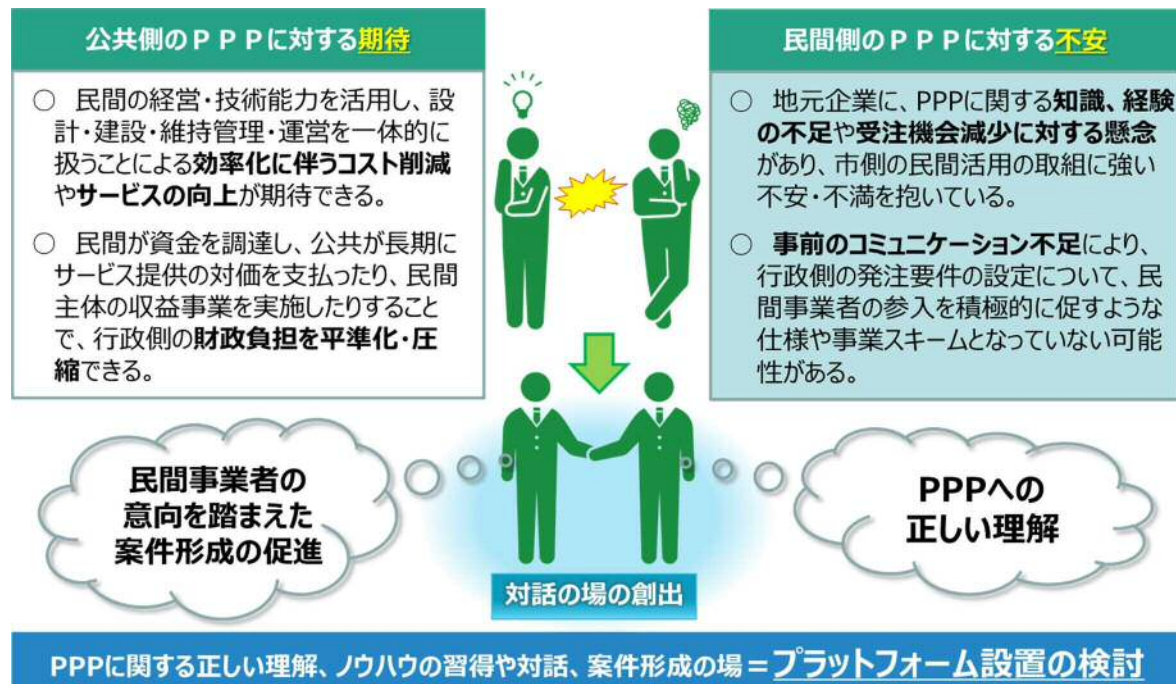 公共側のＰＰＰに対する期待
○　民間の経営・技術能力を活用し、設
計・建設・維持管理・運営を一体的に
扱うことによる効率化に伴うコスト削減
やサービスの向上が期待できる。
○　民間が資金を調達し、公共が長期に
サービス提供の対価を支払ったり、民間
主体の収益事業を実施したりすること
で、行政側の財政負担を平準化・圧
縮できる。
民間側のＰＰＰに対する不安
○　地元企業に、PPPに関する知識、経験
の不足や受注機会減少に対する懸念
があり、市側の民間活用の取組に強い
不安・不満を抱いている。
○　事前のコミュニケーション不足により、
行政側の発注要件の設定について、民
間事業者の参入を積極的に促すような
仕様や事業スキームとなっていない可能
性がある。
民間事業者の
意向を踏まえた
案件形成の促進
対話の場の創出
PPPへの
正しい理解
PPPに関する正しい理解、ノウハウの習得や対話、案件形成の場＝プラットフォーム設置の検討